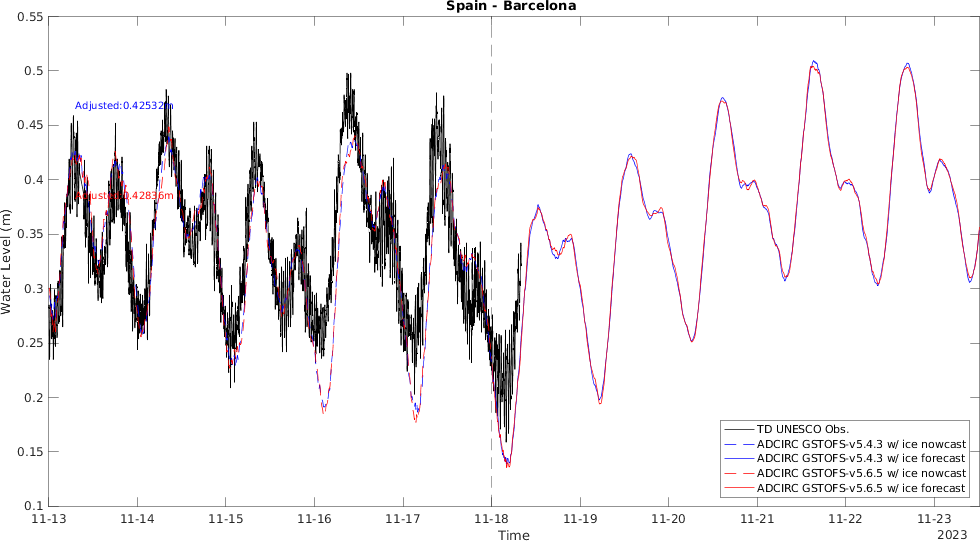 Spain - Barcelona
0.55
0.5
0.45
0.4
0.35
0.3
0.25
0.2
0.15
0.1
Water Level (m)
Adjusted:0.42532m
Adjusted:0.42836m
TD UNESCO Obs.
ADCIRC GSTOFS-v5.4.3 w/ ice nowcast
ADCIRC GSTOFS-v5.4.3 w/ ice forecast
ADCIRC GSTOFS-v5.6.5 w/ ice nowcast
ADCIRC GSTOFS-v5.6.5 w/ ice forecast
11-13 11-14 11-15 11-16 11-17 11-18 11-19 11-20 11-21 11-22 11-23
Time
2023